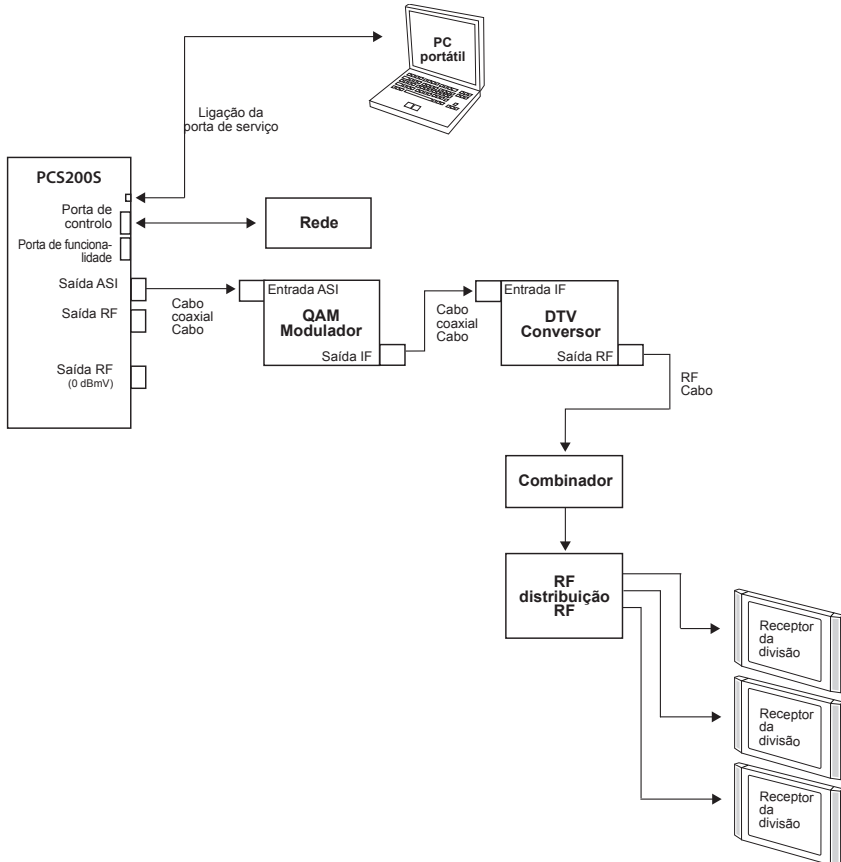 PC
portátil
Ligação da
porta de serviço
PCS200S
Porta de
controlo
Rede
Porta de funciona-
lidade
Saída ASI
Cabo
coaxial
Cabo
Entrada ASI
QAM
Modulador
Saída IF
Cabo
coaxial
Cabo
Entrada IF
DTV
Conversor
Saída RF
Saída RF
Saída RF
(0 dBmV)
RF
Cabo
Combinador
RF
distribuição
RF
Receptor
da
divisão
Receptor
da
divisão
Receptor
da
divisão